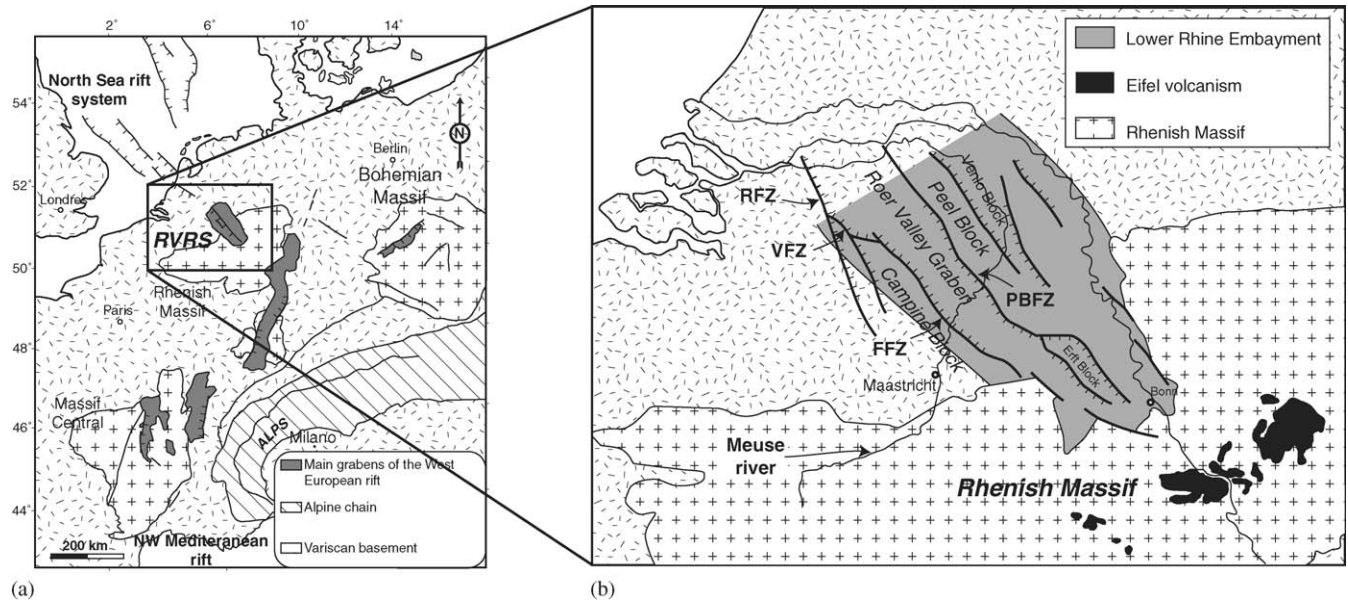 2° 6° 10° 14°
North Sea rift
system
54°
N
Berlin
Bohemian
Massif
52°
Londres
RVRS
50°
Rhenish
Massif
Paris
48°
Massif
Central
46°
ALPS
Milano
Main grabens of the West
European rift
Alpine chain
Variscan basement
44°
200 km
NW Mediteranean
rift
(a)
Lower Rhine Embayment
Eifel volcanism
Rhenish Massif
RFZ
VFZ
Roer Valley Graben
Peel Block
Venlo Block
PBFZ
Campine Block
FFZ
Erft Block
Maastricht
Bonn
Meuse
river
Rhenish Massif
(b)